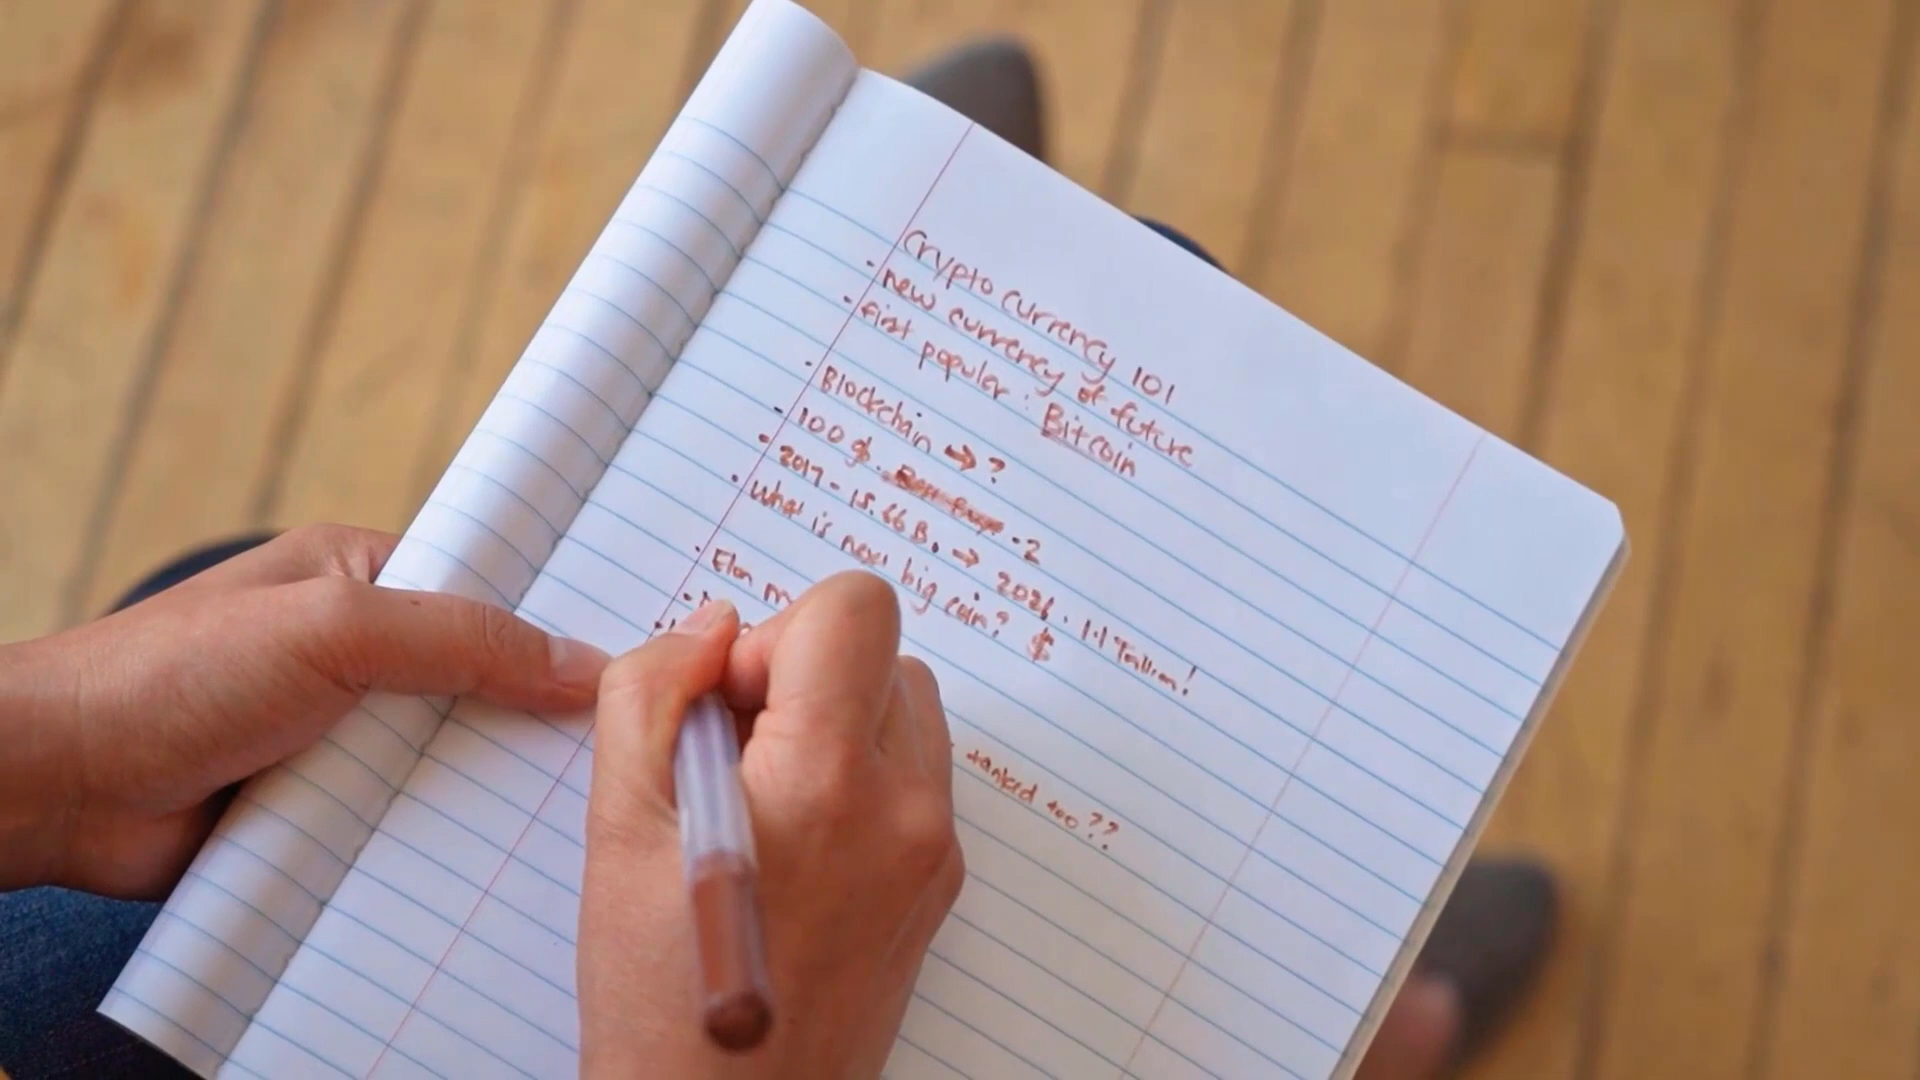 Crypto currency 101
· new currency of future
· first popular : Bitcoin
· Blockchain → ?
· 100 $ . · 2
· 2017 - 15.66 B. → 2021 · 1.1 Trillion!
· What is next big coin? $
· Elon
tanked too ??